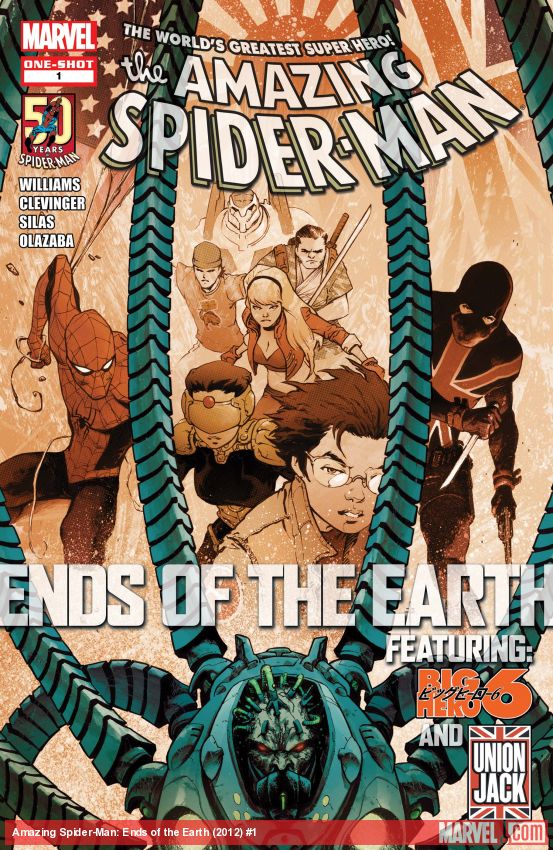 MARVEL
ONE-SHOT
1
50
YEARS
SPIDER-MAN
WILLIAMS
CLEVINGER
SILAS
OLAZABA
THE WORLD'S GREATEST SUPER HERO!
the AMAZING
SPIDER-MAN
ENDS OF THE EARTH
FEATURING:
BIG
HERO 6
ビッグヒーロー6
AND
UNION
JACK
Amazing Spider-Man: Ends of the Earth (2012) #1
MARVEL.com